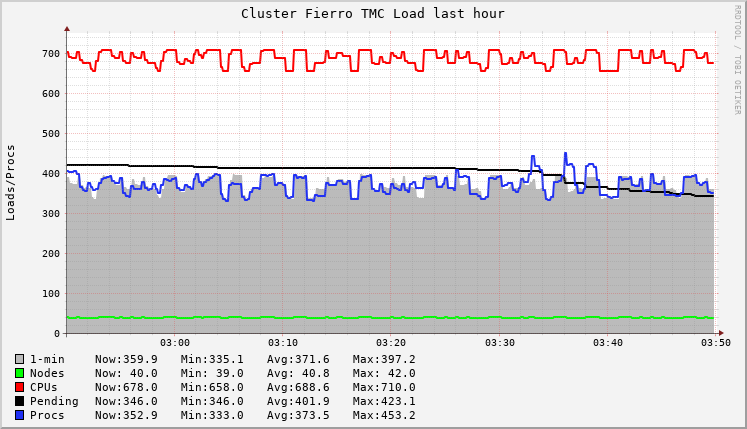 Cluster Fierro TMC Load last hour
RRDTOOL / TOBI OETIKER
Loads/Procs
700
600
500
400
300
200
100
0
03:00 03:10 03:20 03:30 03:40 03:50
1-min Now:359.9 Min:335.1 Avg:371.6 Max:397.2
Nodes Now: 40.0 Min: 39.0 Avg: 40.8 Max: 42.0
CPUs Now:678.0 Min:658.0 Avg:688.6 Max:710.0
Pending Now:346.0 Min:346.0 Avg:401.9 Max:423.1
Procs Now:352.9 Min:333.0 Avg:373.5 Max:453.2